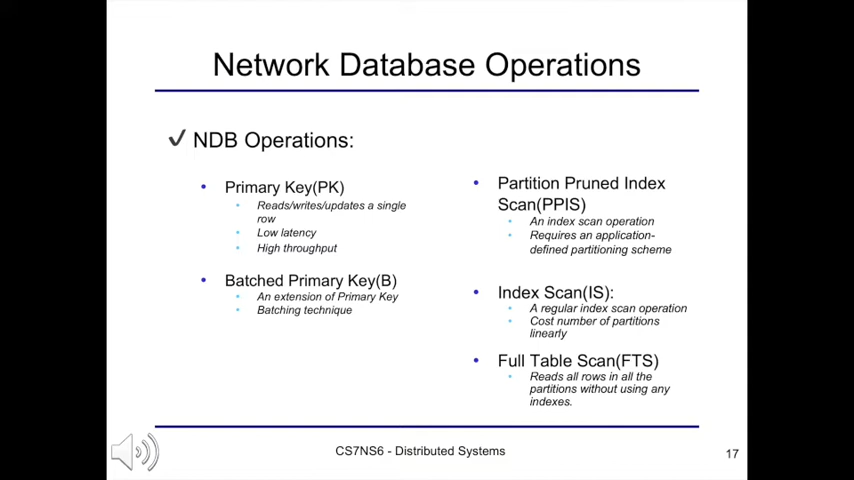 Network Database Operations
NDB Operations:
Primary Key(PK)
Reads/writes/updates a single
row
Low latency
High throughput
Batched Primary Key(B)
An extension of Primary Key
Batching technique
Partition Pruned Index
Scan(PPIS)
An index scan operation
Requires an application-
defined partitioning scheme
Index Scan(IS):
A regular index scan operation
Cost number of partitions
linearly
Full Table Scan(FTS)
Reads all rows in all the
partitions without using any
indexes.
CS7NS6 - Distributed Systems
17